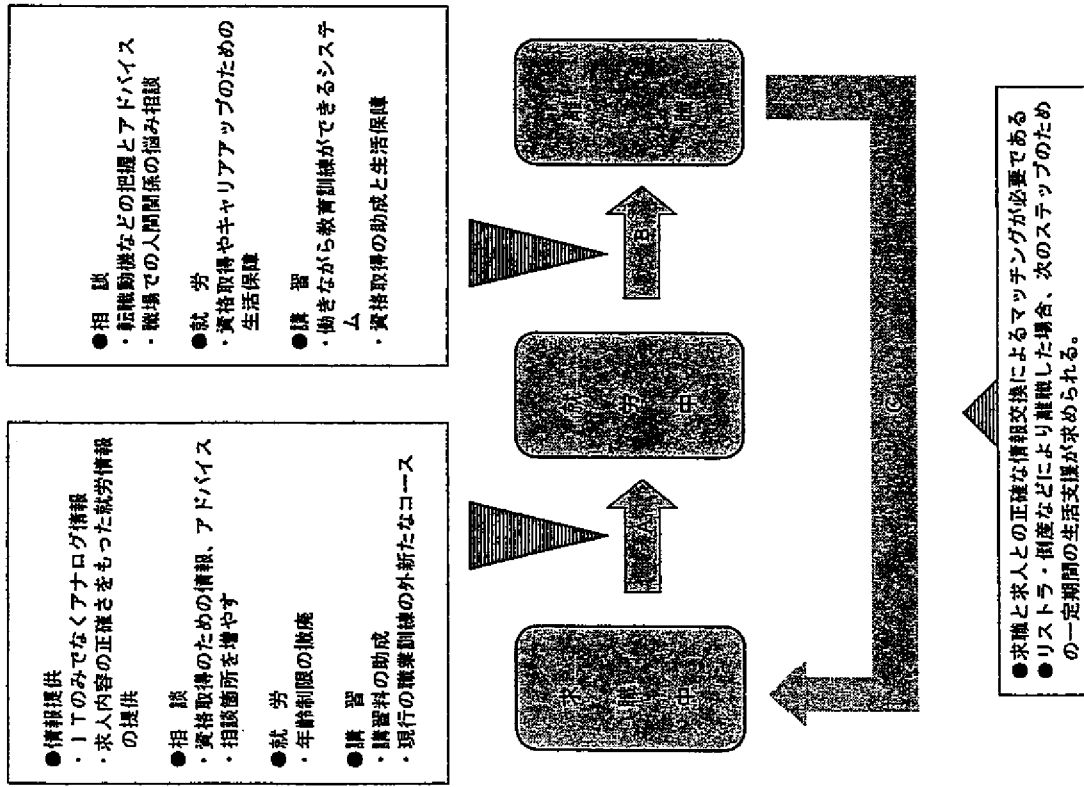 ●情報提供
・ITのみでなくアナログ情報
・求人内容の正確さをもった就労情報
の提供
●相 談
・資格取得のための情報、アドバイス
・相談箇所を増やす
●就 労
・年齢制限の撤廃
●講 習
・講習料の助成
・現行の職業訓練の外新たなコース
●相 談
・転職動機などの把握とアドバイス
・職場での人間関係の悩み相談
●就 労
・資格取得やキャリアアップのための
生活保障
●講 習
・働きながら教育訓練ができるシステ
ム
・資格取得の助成と生活保障
求
職
中
A
就
労
中
B
離
職
C
●求職と求人との正確な情報交換によるマッチングが必要である
●リストラ・倒産などにより離職した場合、次のステップのため
の一定期間の生活支援が求められる。